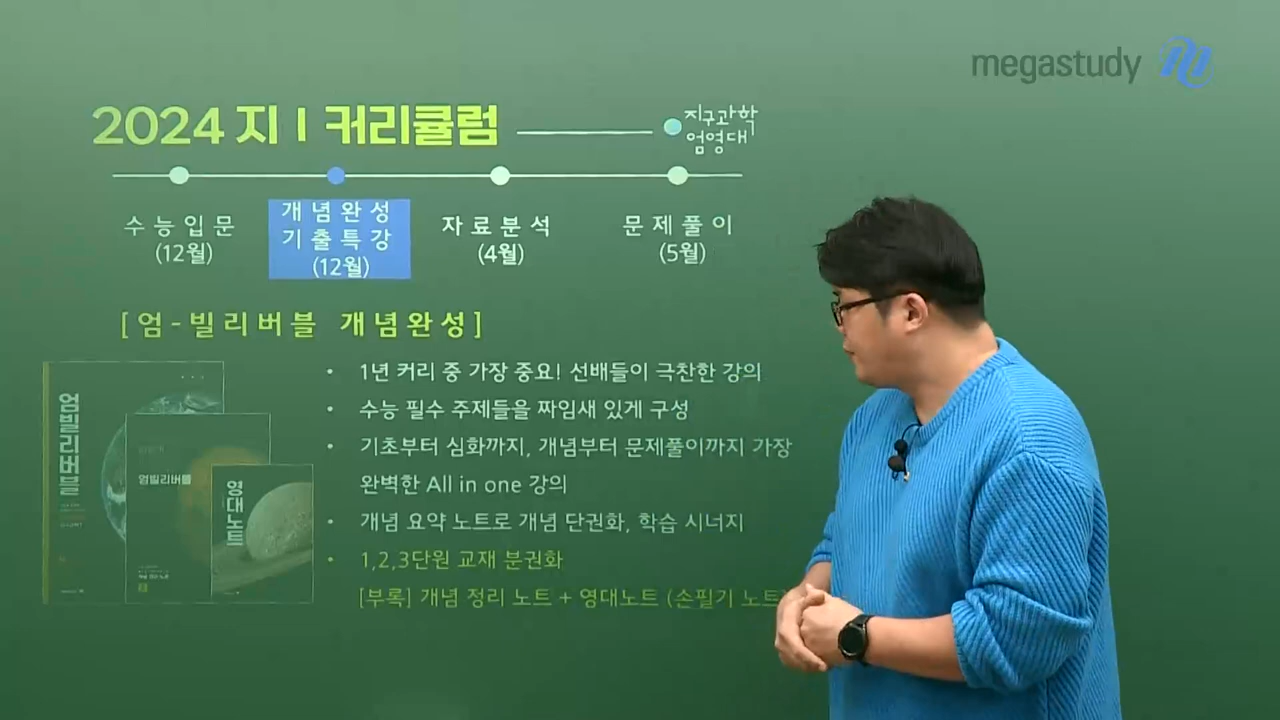 megastudy
2024 지 I 커리큘럼
지구과학
엄영대
수능입문
(12월)
개념완성
기출특강
(12월)
자료분석
(4월)
문제풀이
(5월)
[엄-빌리버블 개념완성]
• 1년 커리 중 가장 중요! 선배들이 극찬한 강의
• 수능 필수 주제들을 짜임새 있게 구성
• 기초부터 심화까지, 개념부터 문제풀이까지 가장
완벽한 All in one 강의
• 개념 요약 노트로 개념 단권화, 학습 시너지
• 1,2,3단원 교재 분권화
[부록] 개념 정리 노트 + 영대노트 (손필기 노트)
엄빌리버블
엄빌리버블
영대노트